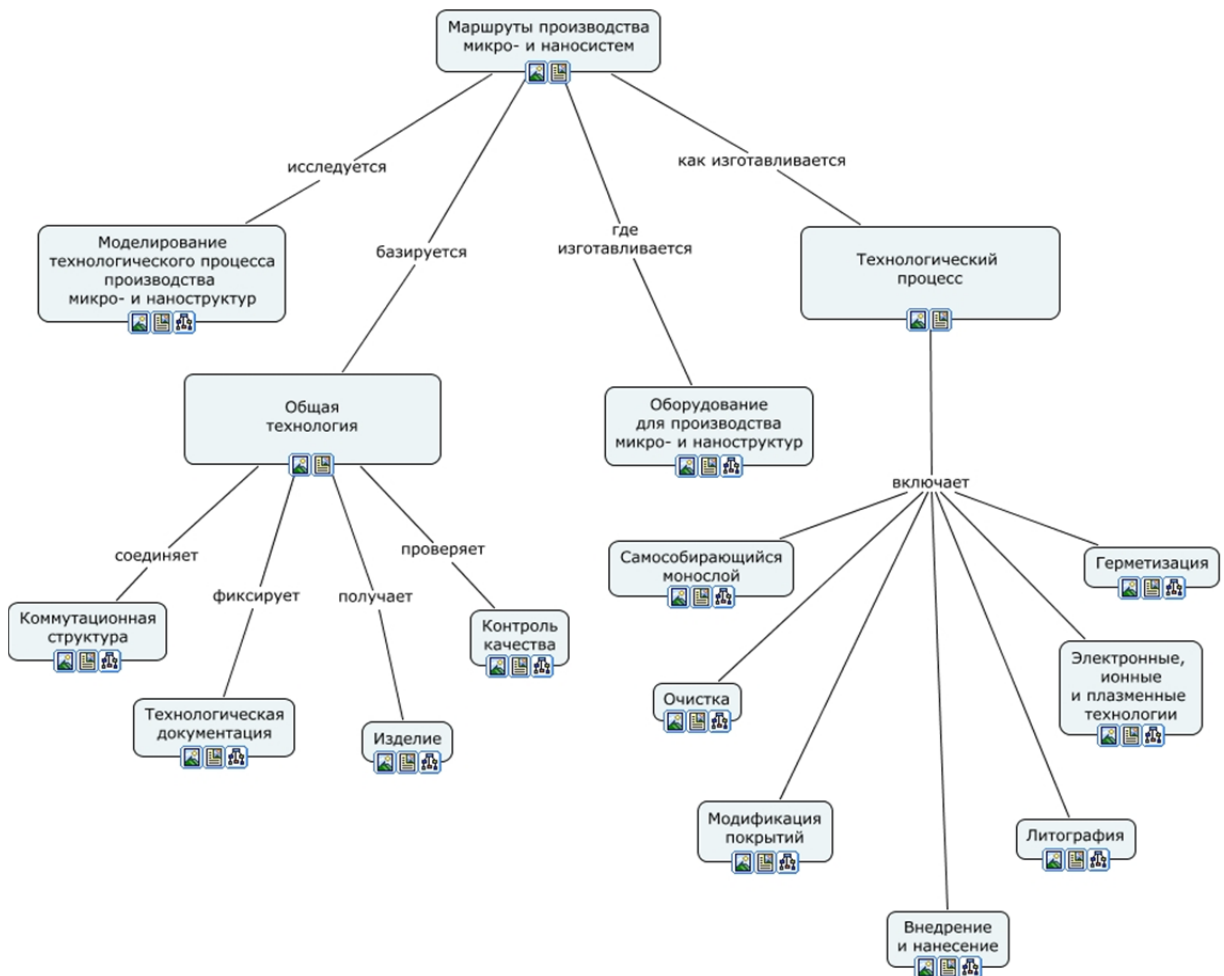 Маршруты производства
микро- и наносистем
исследуется
базируется
где
изготавливается
как изготавливается
Моделирование
технологического процесса
производства
микро- и наноструктур
Технологический
процесс
Общая
технология
Оборудование
для производства
микро- и наноструктур
включает
соединяет
фиксирует
получает
проверяет
Коммутационная
структура
Технологическая
документация
Изделие
Контроль
качества
Самособирающийся
монослой
Очистка
Модификация
покрытий
Внедрение
и нанесение
Литография
Электронные,
ионные
и плазменные
технологии
Герметизация